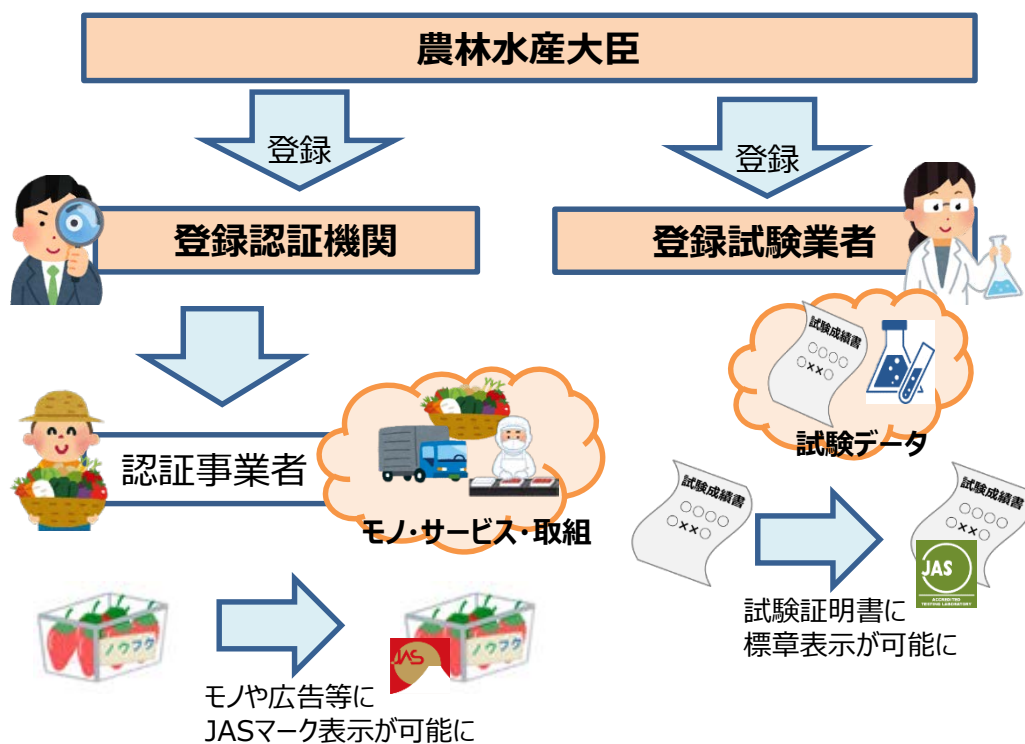 農林水産大臣
登録
登録
登録認証機関
登録試験業者
試験成績書
○○○○
○××○
試験データ
認証事業者
モノ・サービス・取組
試験成績書
○○○○
○××○
試験成績書
○○○○
○××○
JAS
ACCREDITED
TESTING LABORATORY
試験証明書に
標章表示が可能に
ノウフク
ノウフク
JAS
モノや広告等に
JASマーク表示が可能に